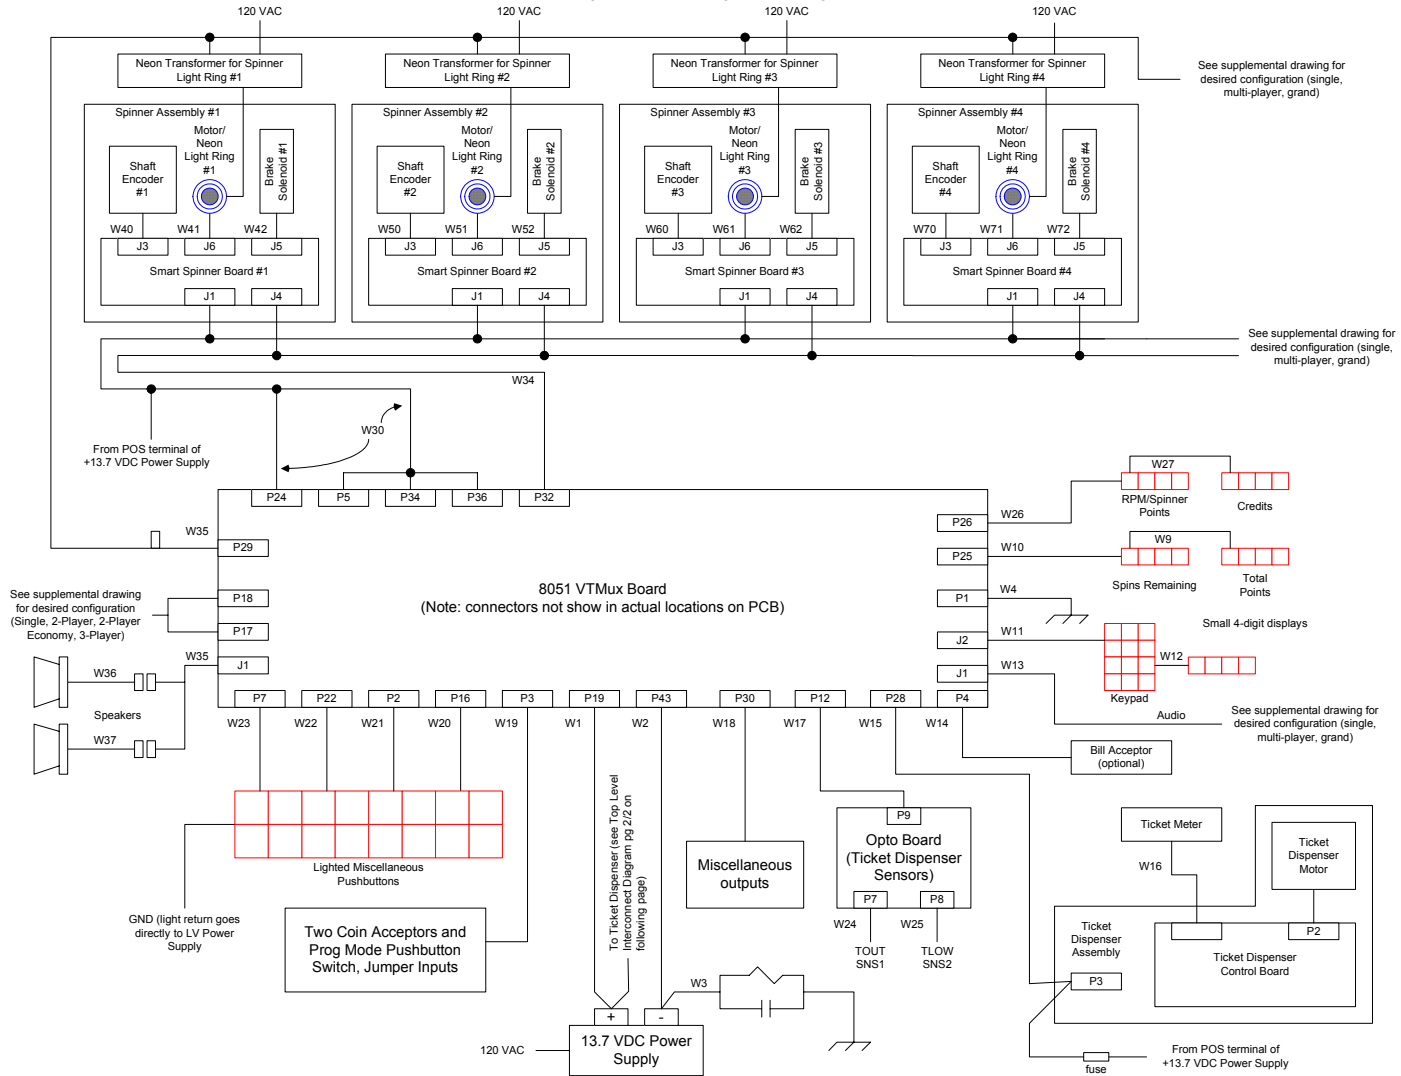 120 VAC
120 VAC
120 VAC
120 VAC
Neon Transformer for Spinner
Light Ring #1
Neon Transformer for Spinner
Light Ring #2
Neon Transformer for Spinner
Light Ring #3
Neon Transformer for Spinner
Light Ring #4
See supplemental drawing for
desired configuration (single,
multi-player, grand)
Spinner Assembly #1
Motor/
Neon
Light Ring
#1
Shaft
Encoder
#1
Brake
Solenoid #1
W40
W41
W42
J3
J6
J5
Smart Spinner Board #1
J1
J4
Spinner Assembly #2
Motor/
Neon
Light Ring
#2
Shaft
Encoder
#2
Brake
Solenoid #2
W50
W51
W52
J3
J6
J5
Smart Spinner Board #2
J1
J4
Spinner Assembly #3
Motor/
Neon
Light Ring
#3
Shaft
Encoder
#3
Brake
Solenoid #3
W60
W61
W62
J3
J6
J5
Smart Spinner Board #3
J1
J4
Spinner Assembly #4
Motor/
Neon
Light Ring
#4
Shaft
Encoder
#4
Brake
Solenoid #4
W70
W71
W72
J3
J6
J5
Smart Spinner Board #4
J1
J4
See supplemental drawing for
desired configuration (single,
multi-player, grand)
W34
W30
From POS terminal of
+13.7 VDC Power Supply
P24
P5
P34
P36
P32
W35
P29
See supplemental drawing
for desired configuration
(Single, 2-Player, 2-Player
Economy, 3-Player)
P18
P17
W35
J1
W36
Speakers
W37
8051 VTMux Board
(Note: connectors not show in actual locations on PCB)
P26
W26
W27
RPM/Spinner
Points
Credits
P25
W10
W9
Spins Remaining
Total
Points
P1
W4
Small 4-digit displays
J2
W11
W12
Keypad
J1
W13
Audio
See supplemental drawing for
desired configuration (single,
multi-player, grand)
P7
P22
P2
P16
P3
P19
P43
P30
P12
P28
P4
W23
W22
W21
W20
W19
W1
W2
W18
W17
W15
W14
Bill Acceptor
(optional)
Lighted Miscellaneous
Pushbuttons
GND (light return goes
directly to LV Power
Supply
Two Coin Acceptors and
Prog Mode Pushbutton
Switch, Jumper Inputs
To Ticket Dispenser (see Top Level
Interconnect Diagram pg 2/2 on
following page)
Miscellaneous
outputs
P9
Opto Board
(Ticket Dispenser
Sensors)
P7
P8
W24
W25
TOUT
SNS1
TLOW
SNS2
W3
+
-
13.7 VDC Power
Supply
120 VAC
Ticket Meter
W16
Ticket
Dispenser
Motor
P2
Ticket
Dispenser
Assembly
Ticket Dispenser
Control Board
P3
fuse
From POS terminal of
+13.7 VDC Power Supply